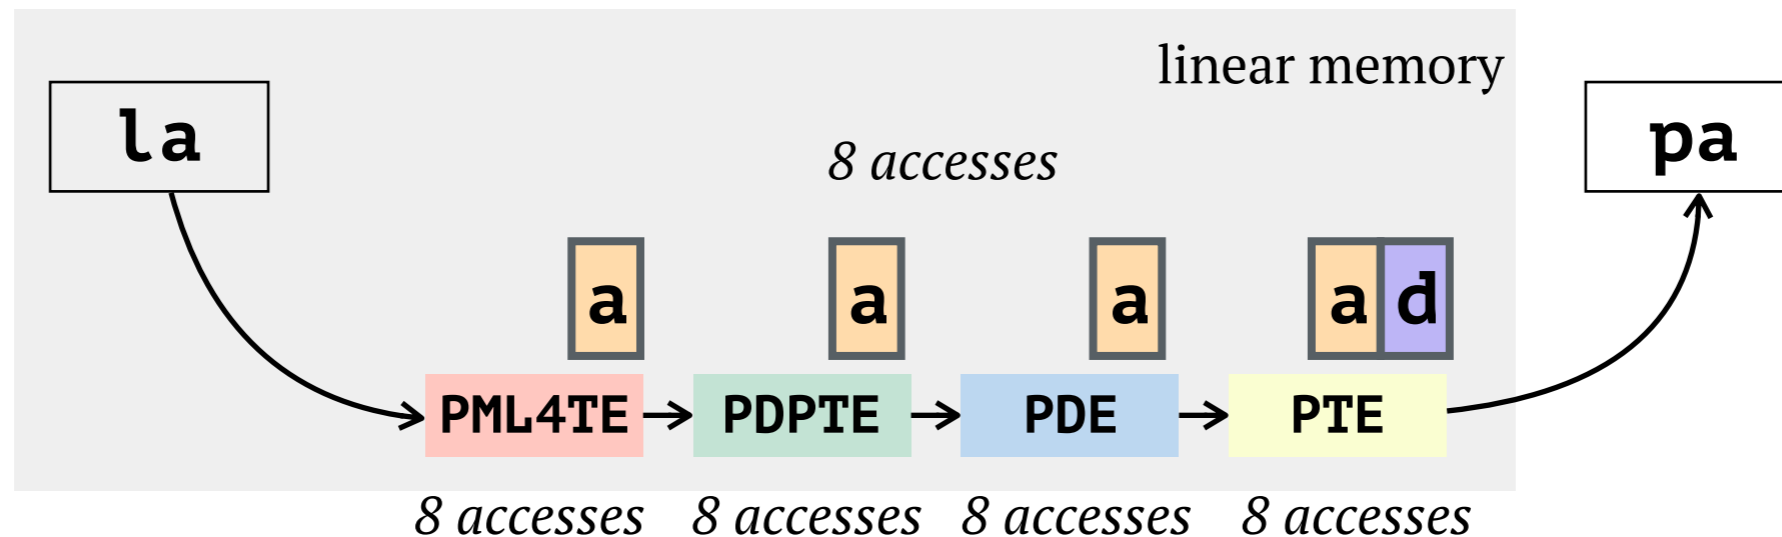 linear memory
la
pa
8 accesses
a
a
a
a d
PML4TE
PDPTE
PDE
PTE
8 accesses
8 accesses
8 accesses
8 accesses